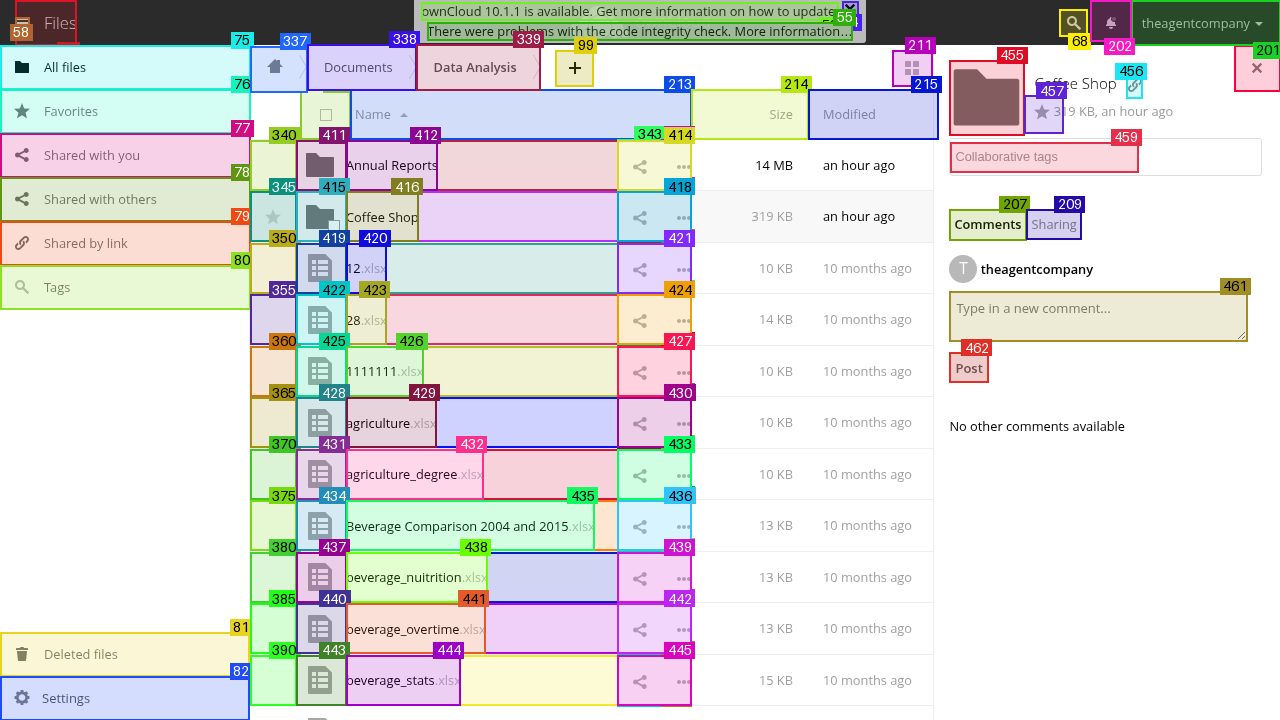 Files
58
ownCloud 10.1.1 is available. Get more information on how to update
There were problems with the code integrity check. More information…
55
68
202
theagentcompany
201
75
All files
76
Favorites
77
Shared with you
78
Shared with others
79
Shared by link
80
Tags
81
Deleted files
82
Settings
337
338
Documents
339
Data Analysis
99
+
211
213
Name
214
Size
215
Modified
340
411
412
343
414
Annual Reports
14 MB
an hour ago
345
415
416
418
Coffee Shop
319 KB
an hour ago
350
419
420
421
12.xlsx
10 KB
10 months ago
355
422
423
424
28.xlsx
14 KB
10 months ago
360
425
426
427
1111111.xlsx
10 KB
10 months ago
365
428
429
430
agriculture.xlsx
10 KB
10 months ago
370
431
432
433
agriculture_degree.xlsx
10 KB
10 months ago
375
434
435
436
Beverage Comparison 2004 and 2015.xlsx
13 KB
10 months ago
380
437
438
439
beverage_nuitrition.xlsx
13 KB
10 months ago
385
440
441
442
beverage_overtime.xlsx
13 KB
10 months ago
390
443
444
445
beverage_stats.xlsx
15 KB
10 months ago
455
Coffee Shop
456
457
319 KB, an hour ago
459
Collaborative tags
207
Comments
209
Sharing
T
theagentcompany
461
Type in a new comment…
462
Post
No other comments available